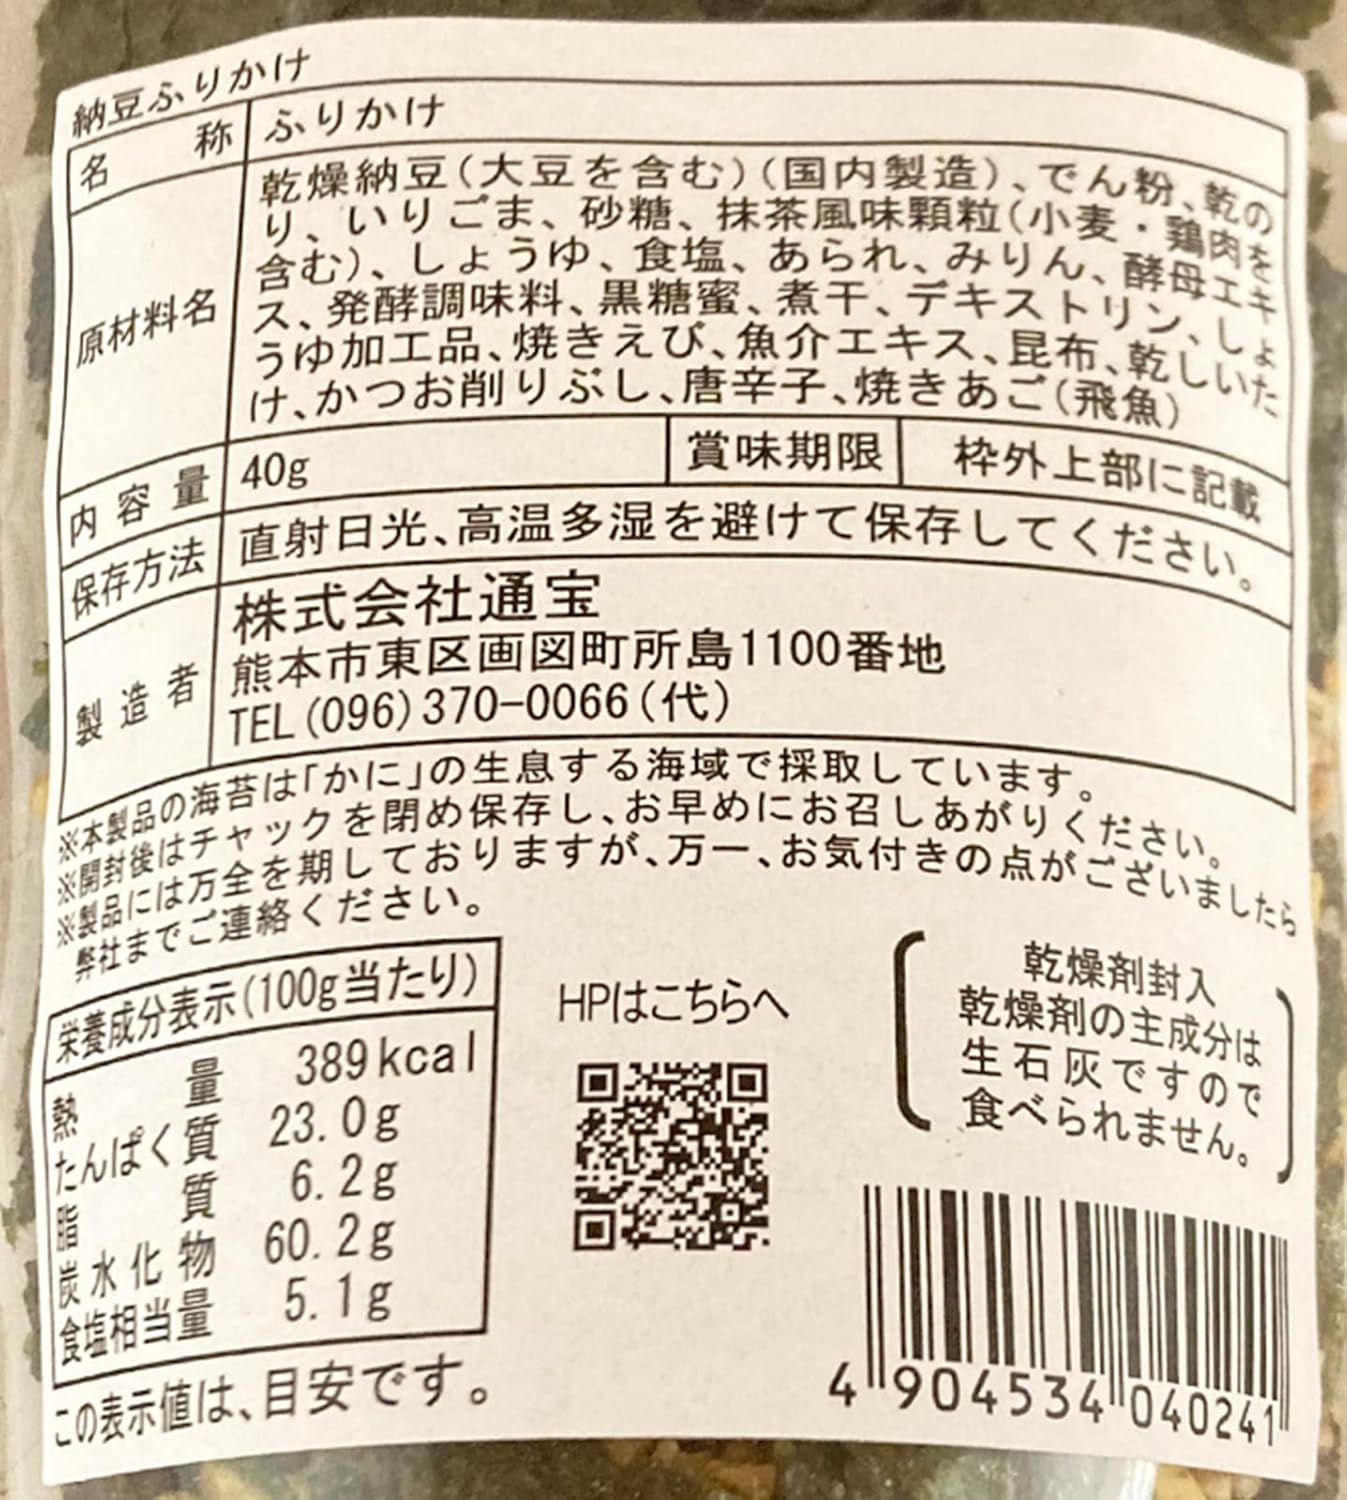 納豆ふりかけ
名称 ふりかけ
原材料名 乾燥納豆(大豆を含む)(国内製造)、でん粉、乾の
り、いりごま、砂糖、抹茶風味顆粒(小麦・鶏肉を
含む)、しょうゆ、食塩、あられ、みりん、酵母エキ
ス、発酵調味料、黒糖蜜、煮干、デキストリン、しょ
うゆ加工品、焼きえび、魚介エキス、昆布、乾しいた
け、かつお削りぶし、唐辛子、焼きあご(飛魚)
内容量 40g 賞味期限 枠外上部に記載
保存方法 直射日光、高温多湿を避けて保存してください。
製造者 株式会社通宝
熊本市東区画図町所島1100番地
TEL(096)370-0066(代)
※本製品の海苔は「かに」の生息する海域で採取しています。
※開封後はチャックを閉め保存し、お早めにお召しあがりください。
※製品には万全を期しておりますが、万一、お気付きの点がございましたら
弊社までご連絡ください。
栄養成分表示(100g当たり)
熱量 389kcal
たんぱく質 23.0g
脂質 6.2g
炭水化物 60.2g
食塩相当量 5.1g
この表示値は、目安です。
HPはこちらへ
乾燥剤封入
乾燥剤の主成分は
生石灰ですので
食べられません。
4 904534 040241